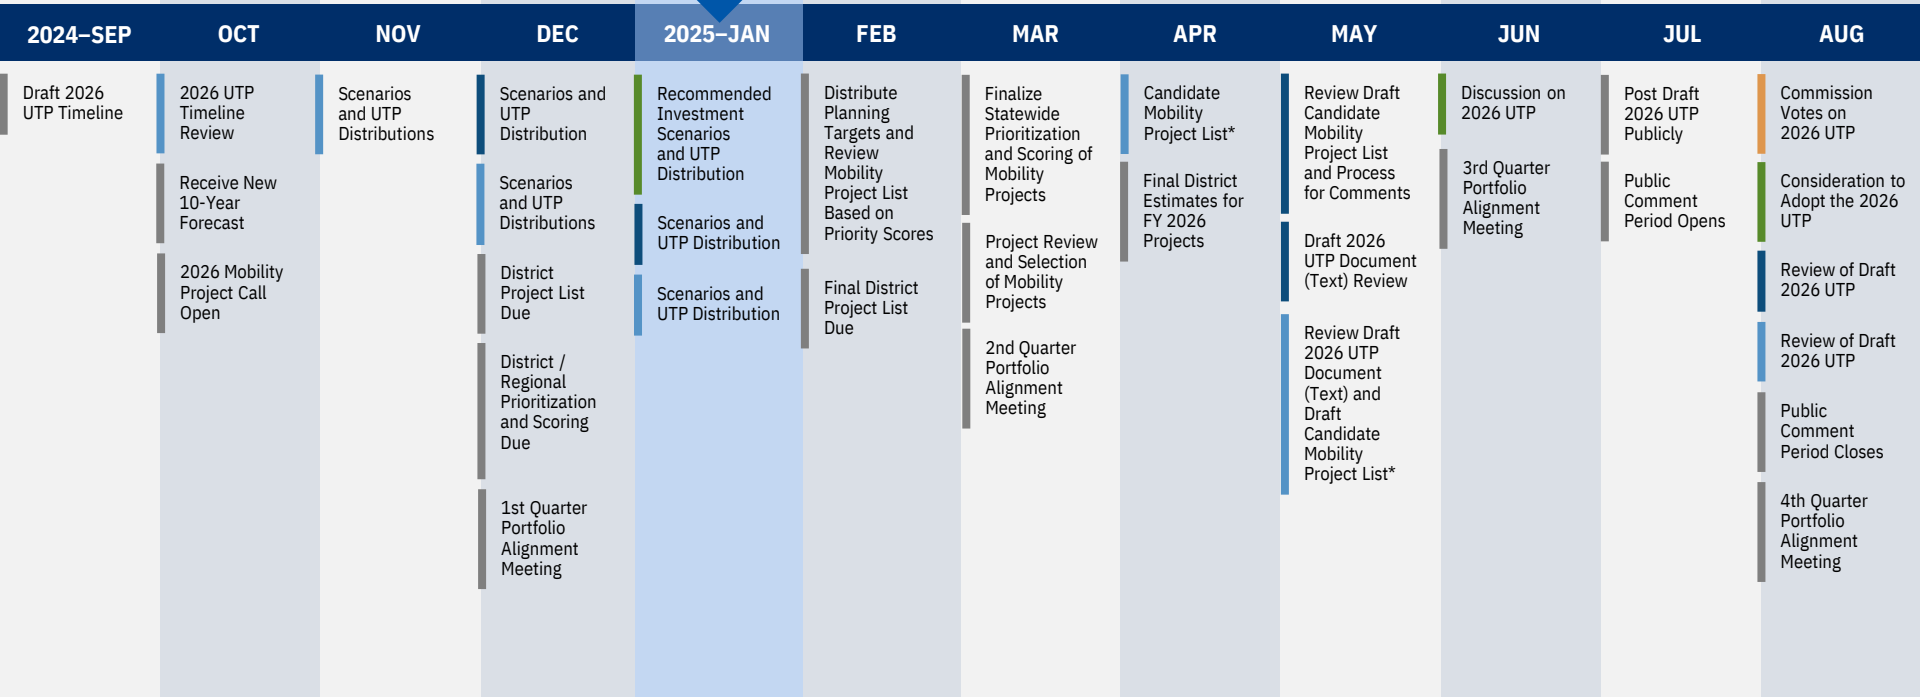 2024–SEP
OCT
NOV
DEC
2025–JAN
FEB
MAR
APR
MAY
JUN
JUL
AUG
Draft 2026
UTP Timeline
2026 UTP
Timeline
Review
Receive New
10-Year
Forecast
2026 Mobility
Project Call
Open
Scenarios
and UTP
Distributions
Scenarios and
UTP
Distribution
Scenarios
and UTP
Distributions
District
Project List
Due
District /
Regional
Prioritization
and Scoring
Due
1st Quarter
Portfolio
Alignment
Meeting
Recommended
Investment
Scenarios
and UTP
Distribution
Scenarios and
UTP Distribution
Scenarios and
UTP Distribution
Distribute
Planning
Targets and
Review
Mobility
Project List
Based on
Priority Scores
Final District
Project List
Due
Finalize
Statewide
Prioritization
and Scoring of
Mobility
Projects
Project Review
and Selection
of Mobility
Projects
2nd Quarter
Portfolio
Alignment
Meeting
Candidate
Mobility
Project List*
Final District
Estimates for
FY 2026
Projects
Review Draft
Candidate
Mobility
Project List
and Process
for Comments
Draft 2026
UTP Document
(Text) Review
Review Draft
2026 UTP
Document
(Text) and
Draft
Candidate
Mobility
Project List*
Discussion on
2026 UTP
3rd Quarter
Portfolio
Alignment
Meeting
Post Draft
2026 UTP
Publicly
Public
Comment
Period Opens
Commission
Votes on
2026 UTP
Consideration to
Adopt the 2026
UTP
Review of Draft
2026 UTP
Review of Draft
2026 UTP
Public
Comment
Period Closes
4th Quarter
Portfolio
Alignment
Meeting